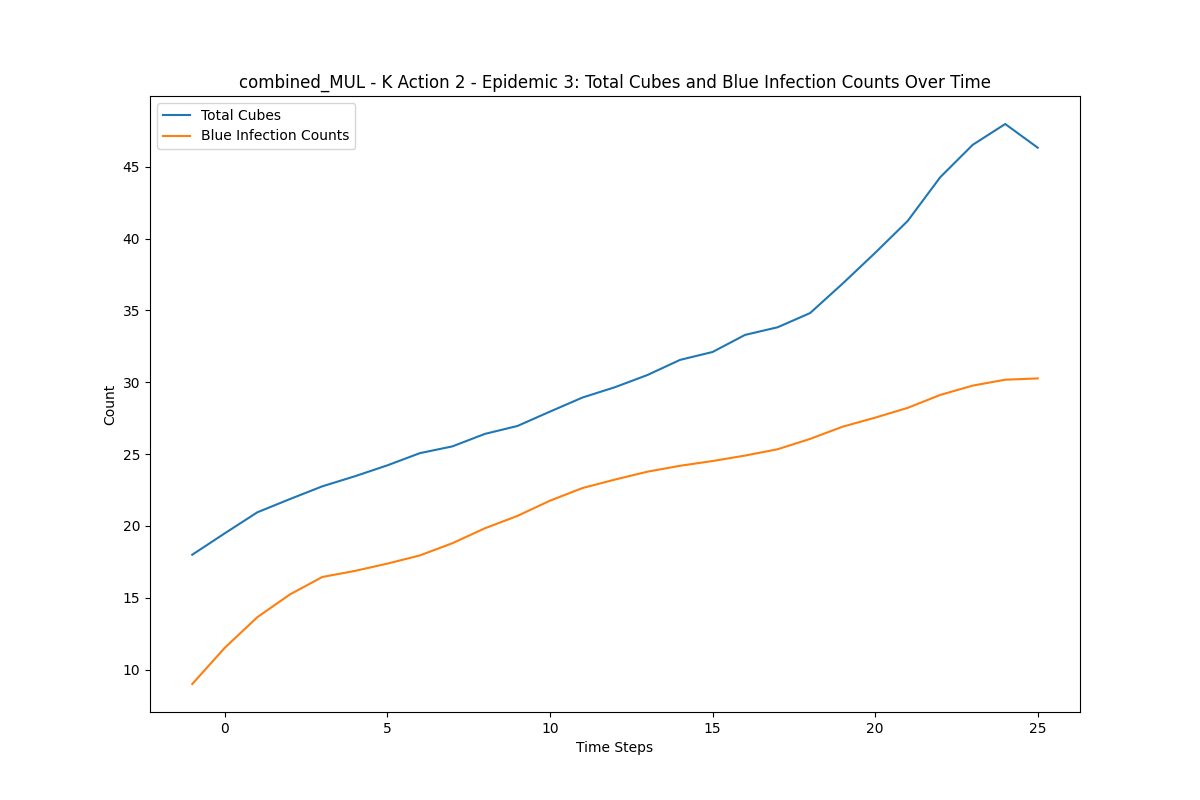 combined_MUL - K Action 2 - Epidemic 3: Total Cubes and Blue Infection Counts Over Time
Total Cubes
Blue Infection Counts
45
40
35
30
25
20
15
10
Count
0 5 10 15 20 25
Time Steps